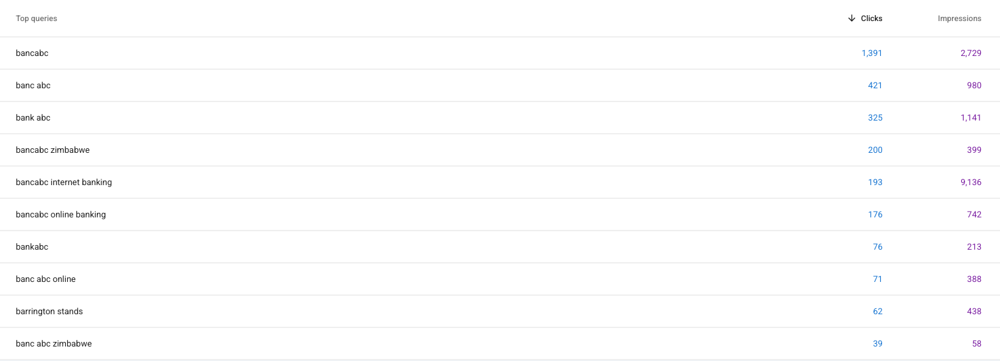 Top queries Clicks Impressions
bancabc 1,391 2,729
banc abc 421 980
bank abc 325 1,141
bancabc zimbabwe 200 399
bancabc internet banking 193 9,136
bancabc online banking 176 742
bankabc 76 213
banc abc online 71 388
barrington stands 62 438
banc abc zimbabwe 39 58